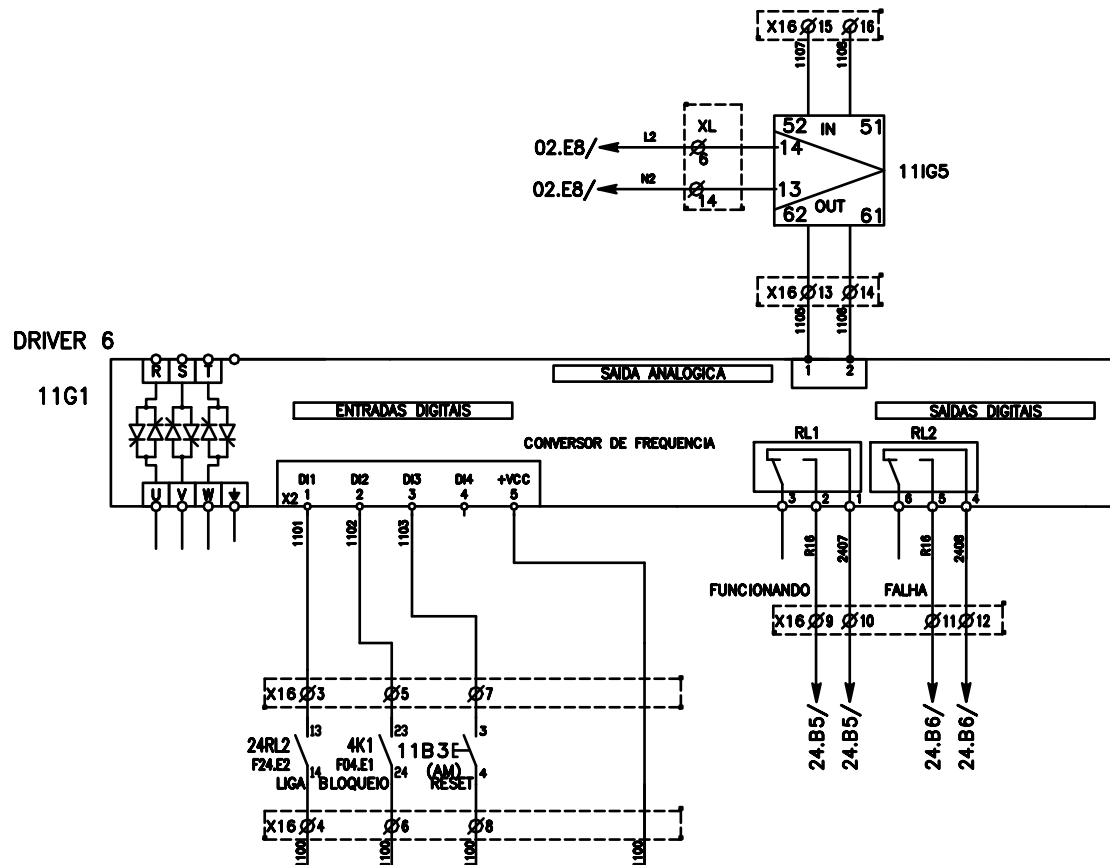 X16 15 16
1107 1108
52 IN 51
XL
02.E8/ L2 6 14
11IG5
02.E8/ N2 14 13
OUT
62 61
X16 13 14
1105 1106
DRIVER 6
R S T
1 2
SAIDA ANALOGICA
11G1
ENTRADAS DIGITAIS
SAIDAS DIGITAIS
CONVERSOR DE FREQUENCIA
RL1 RL2
DI1 DI2 DI3 DI4 +VCC
U V W
X2 1 2 3 4 5
3 2 1 6 5 4
1101 1102 1103
R16 2407 R16 2408
FUNCIONANDO FALHA
X16 9 10 11 12
X16 3 5 7
24.B5/ 24.B5/ 24.B6/ 24.B6/
13 23 3
24RL2 4K1 11B3
F24.E2 F04.E1 (AM)
14 24 4
LIGA BLOQUEIO RESET
X16 4 6 8
1100 1100 1100 1100